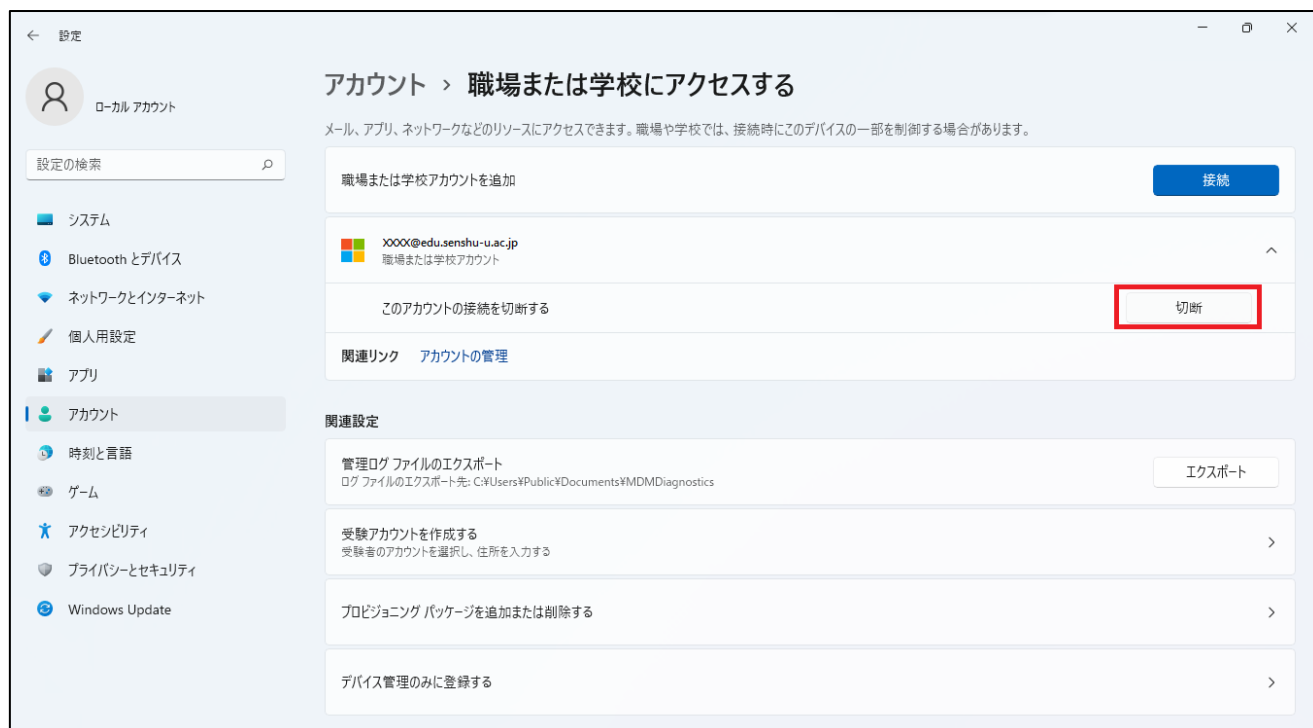 設定
ローカル アカウント
設定の検索
システム
Bluetooth とデバイス
ネットワークとインターネット
個人用設定
アプリ
アカウント
時刻と言語
ゲーム
アクセシビリティ
プライバシーとセキュリティ
Windows Update
アカウント › 職場または学校にアクセスする
メール、アプリ、ネットワークなどのリソースにアクセスできます。職場や学校では、接続時にこのデバイスの一部を制御する場合があります。
職場または学校アカウントを追加
接続
XXXX@edu.senshu-u.ac.jp
職場または学校アカウント
このアカウントの接続を切断する
切断
関連リンク アカウントの管理
関連設定
管理ログ ファイルのエクスポート
ログ ファイルのエクスポート先: C:¥Users¥Public¥Documents¥MDMDiagnostics
エクスポート
受験アカウントを作成する
受験者のアカウントを選択し、住所を入力する
プロビジョニング パッケージを追加または削除する
デバイス管理のみに登録する